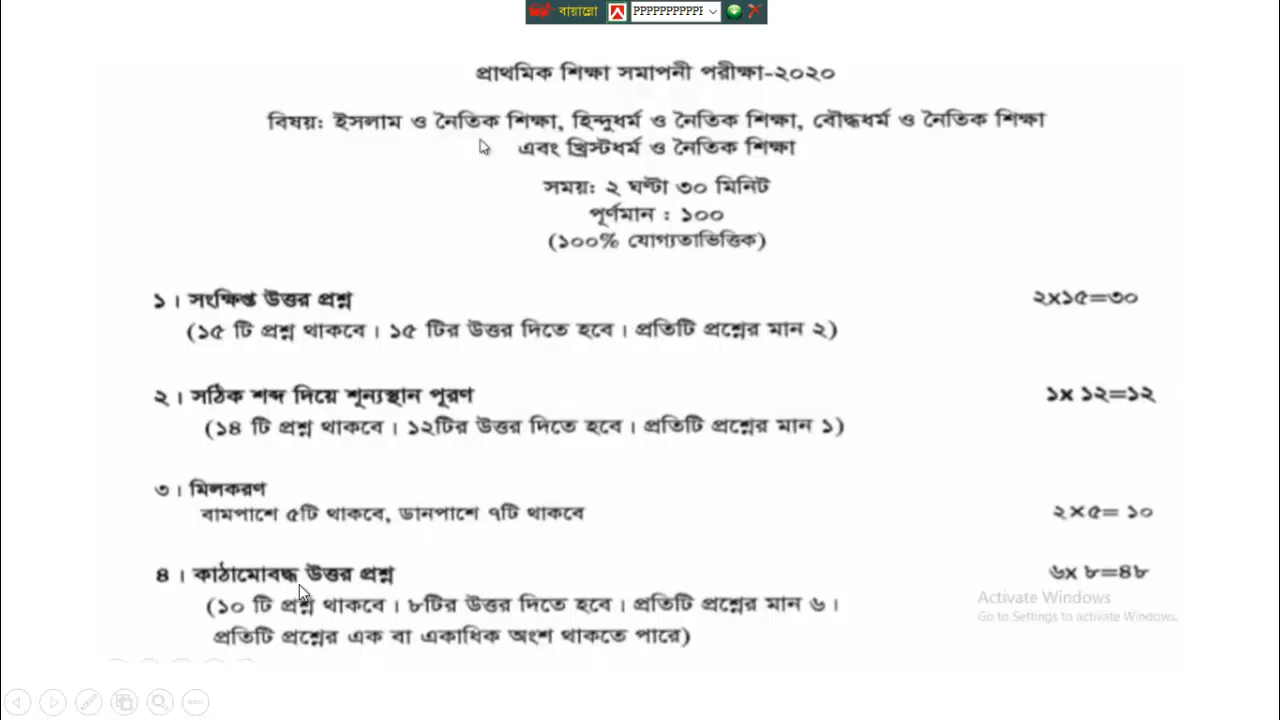 বায়ান্নো PPPPPPPPPPP
প্রাথমিক শিক্ষা সমাপনী পরীক্ষা-২০২০
বিষয়: ইসলাম ও নৈতিক শিক্ষা, হিন্দুধর্ম ও নৈতিক শিক্ষা, বৌদ্ধধর্ম ও নৈতিক শিক্ষা
এবং খ্রিস্টধর্ম ও নৈতিক শিক্ষা
সময়: ২ ঘণ্টা ৩০ মিনিট
পূর্ণমান : ১০০
(১০০% যোগ্যতাভিত্তিক)
১। সংক্ষিপ্ত উত্তর প্রশ্ন ২x১৫=৩০
(১৫ টি প্রশ্ন থাকবে। ১৫ টির উত্তর দিতে হবে। প্রতিটি প্রশ্নের মান ২)
২। সঠিক শব্দ দিয়ে শূন্যস্থান পূরণ ১x ১২=১২
(১৪ টি প্রশ্ন থাকবে। ১২টির উত্তর দিতে হবে। প্রতিটি প্রশ্নের মান ১)
৩। মিলকরণ
বামপাশে ৫টি থাকবে, ডানপাশে ৭টি থাকবে ২×৫= ১০
৪। কাঠামোবদ্ধ উত্তর প্রশ্ন ৬x ৮=৪৮
(১০ টি প্রশ্ন থাকবে। ৮টির উত্তর দিতে হবে। প্রতিটি প্রশ্নের মান ৬।
প্রতিটি প্রশ্নের এক বা একাধিক অংশ থাকতে পারে)
Activate Windows
Go to Settings to activate Windows.